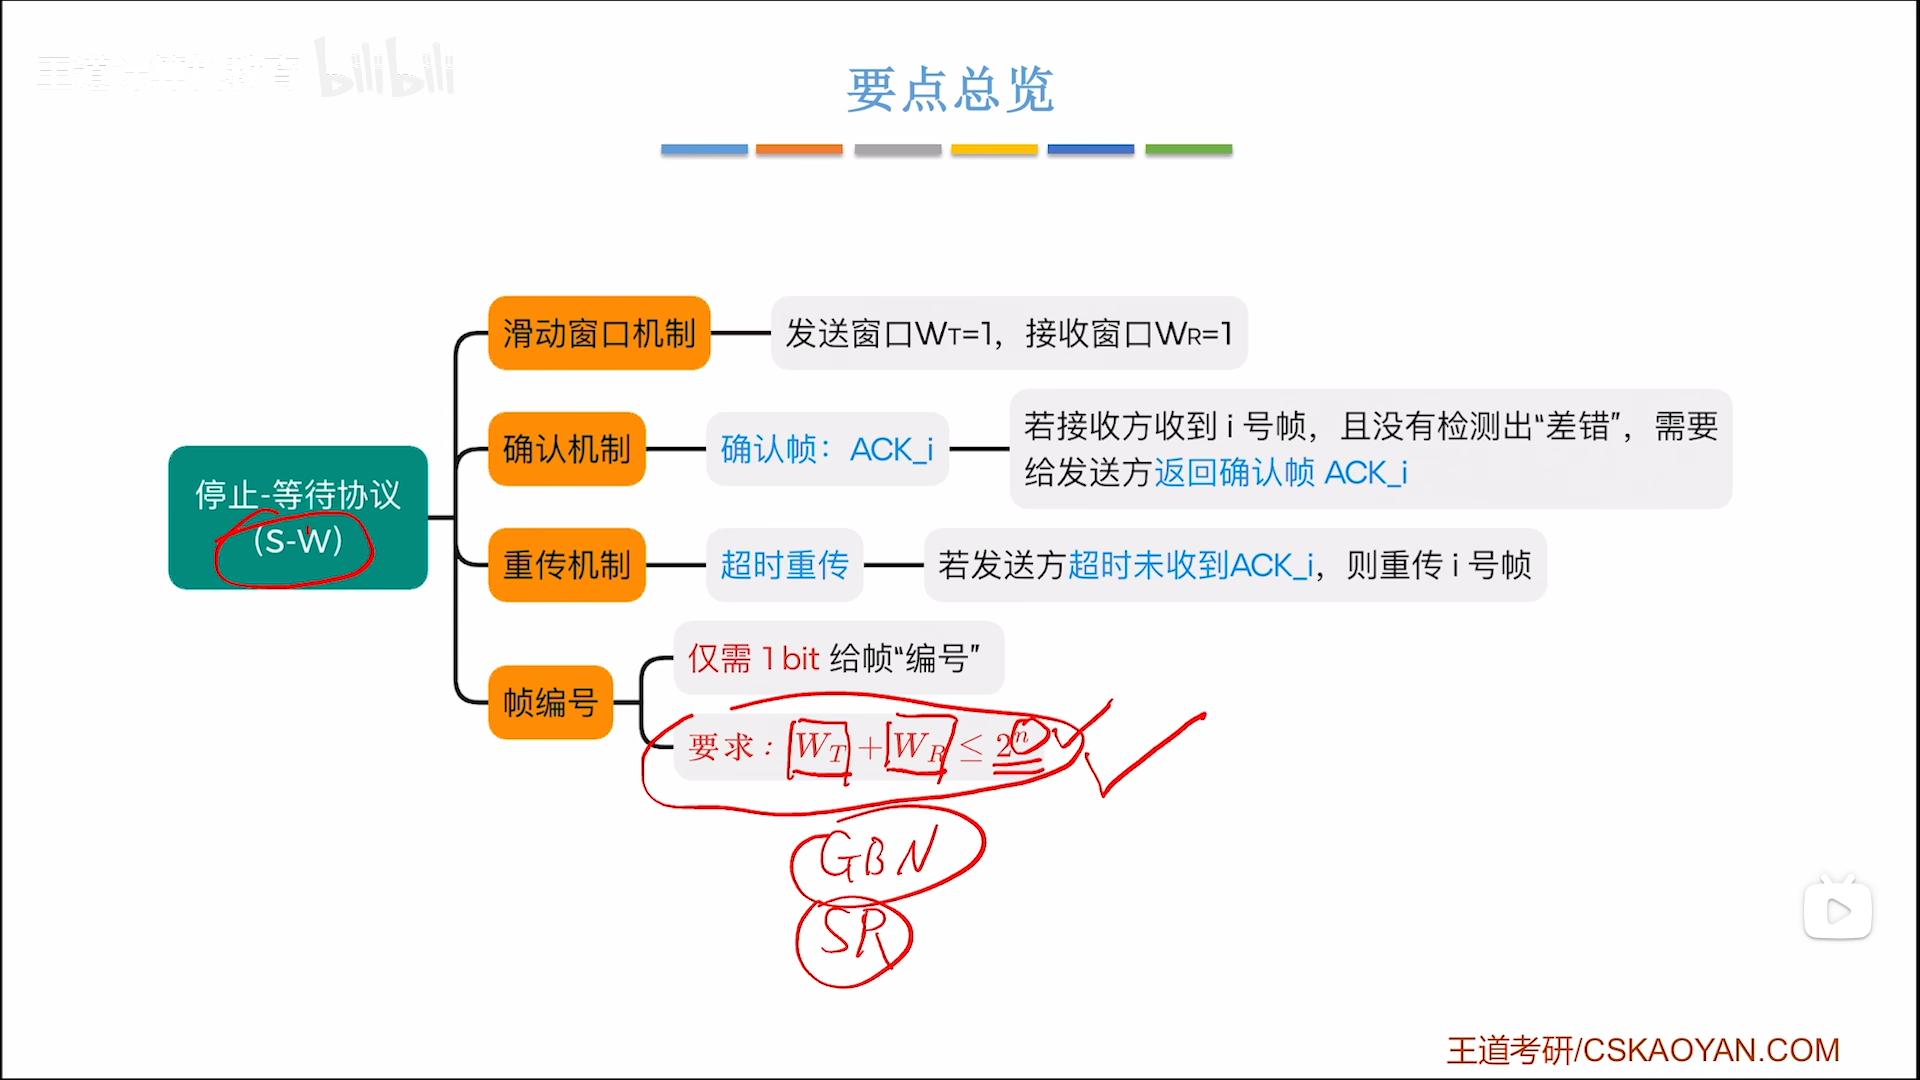 王道计算机教育 bilibili
要点总览
滑动窗口机制
发送窗口WT=1，接收窗口WR=1
确认机制
确认帧：ACK_i
若接收方收到 i 号帧，且没有检测出“差错”，需要
给发送方返回确认帧 ACK_i
停止-等待协议
(S-W)
重传机制
超时重传
若发送方超时未收到ACK_i，则重传 i 号帧
帧编号
仅需 1 bit 给帧“编号”
要求：W_T + W_R ≤ 2^n
GBN
SR
王道考研/CSKAOYAN.COM